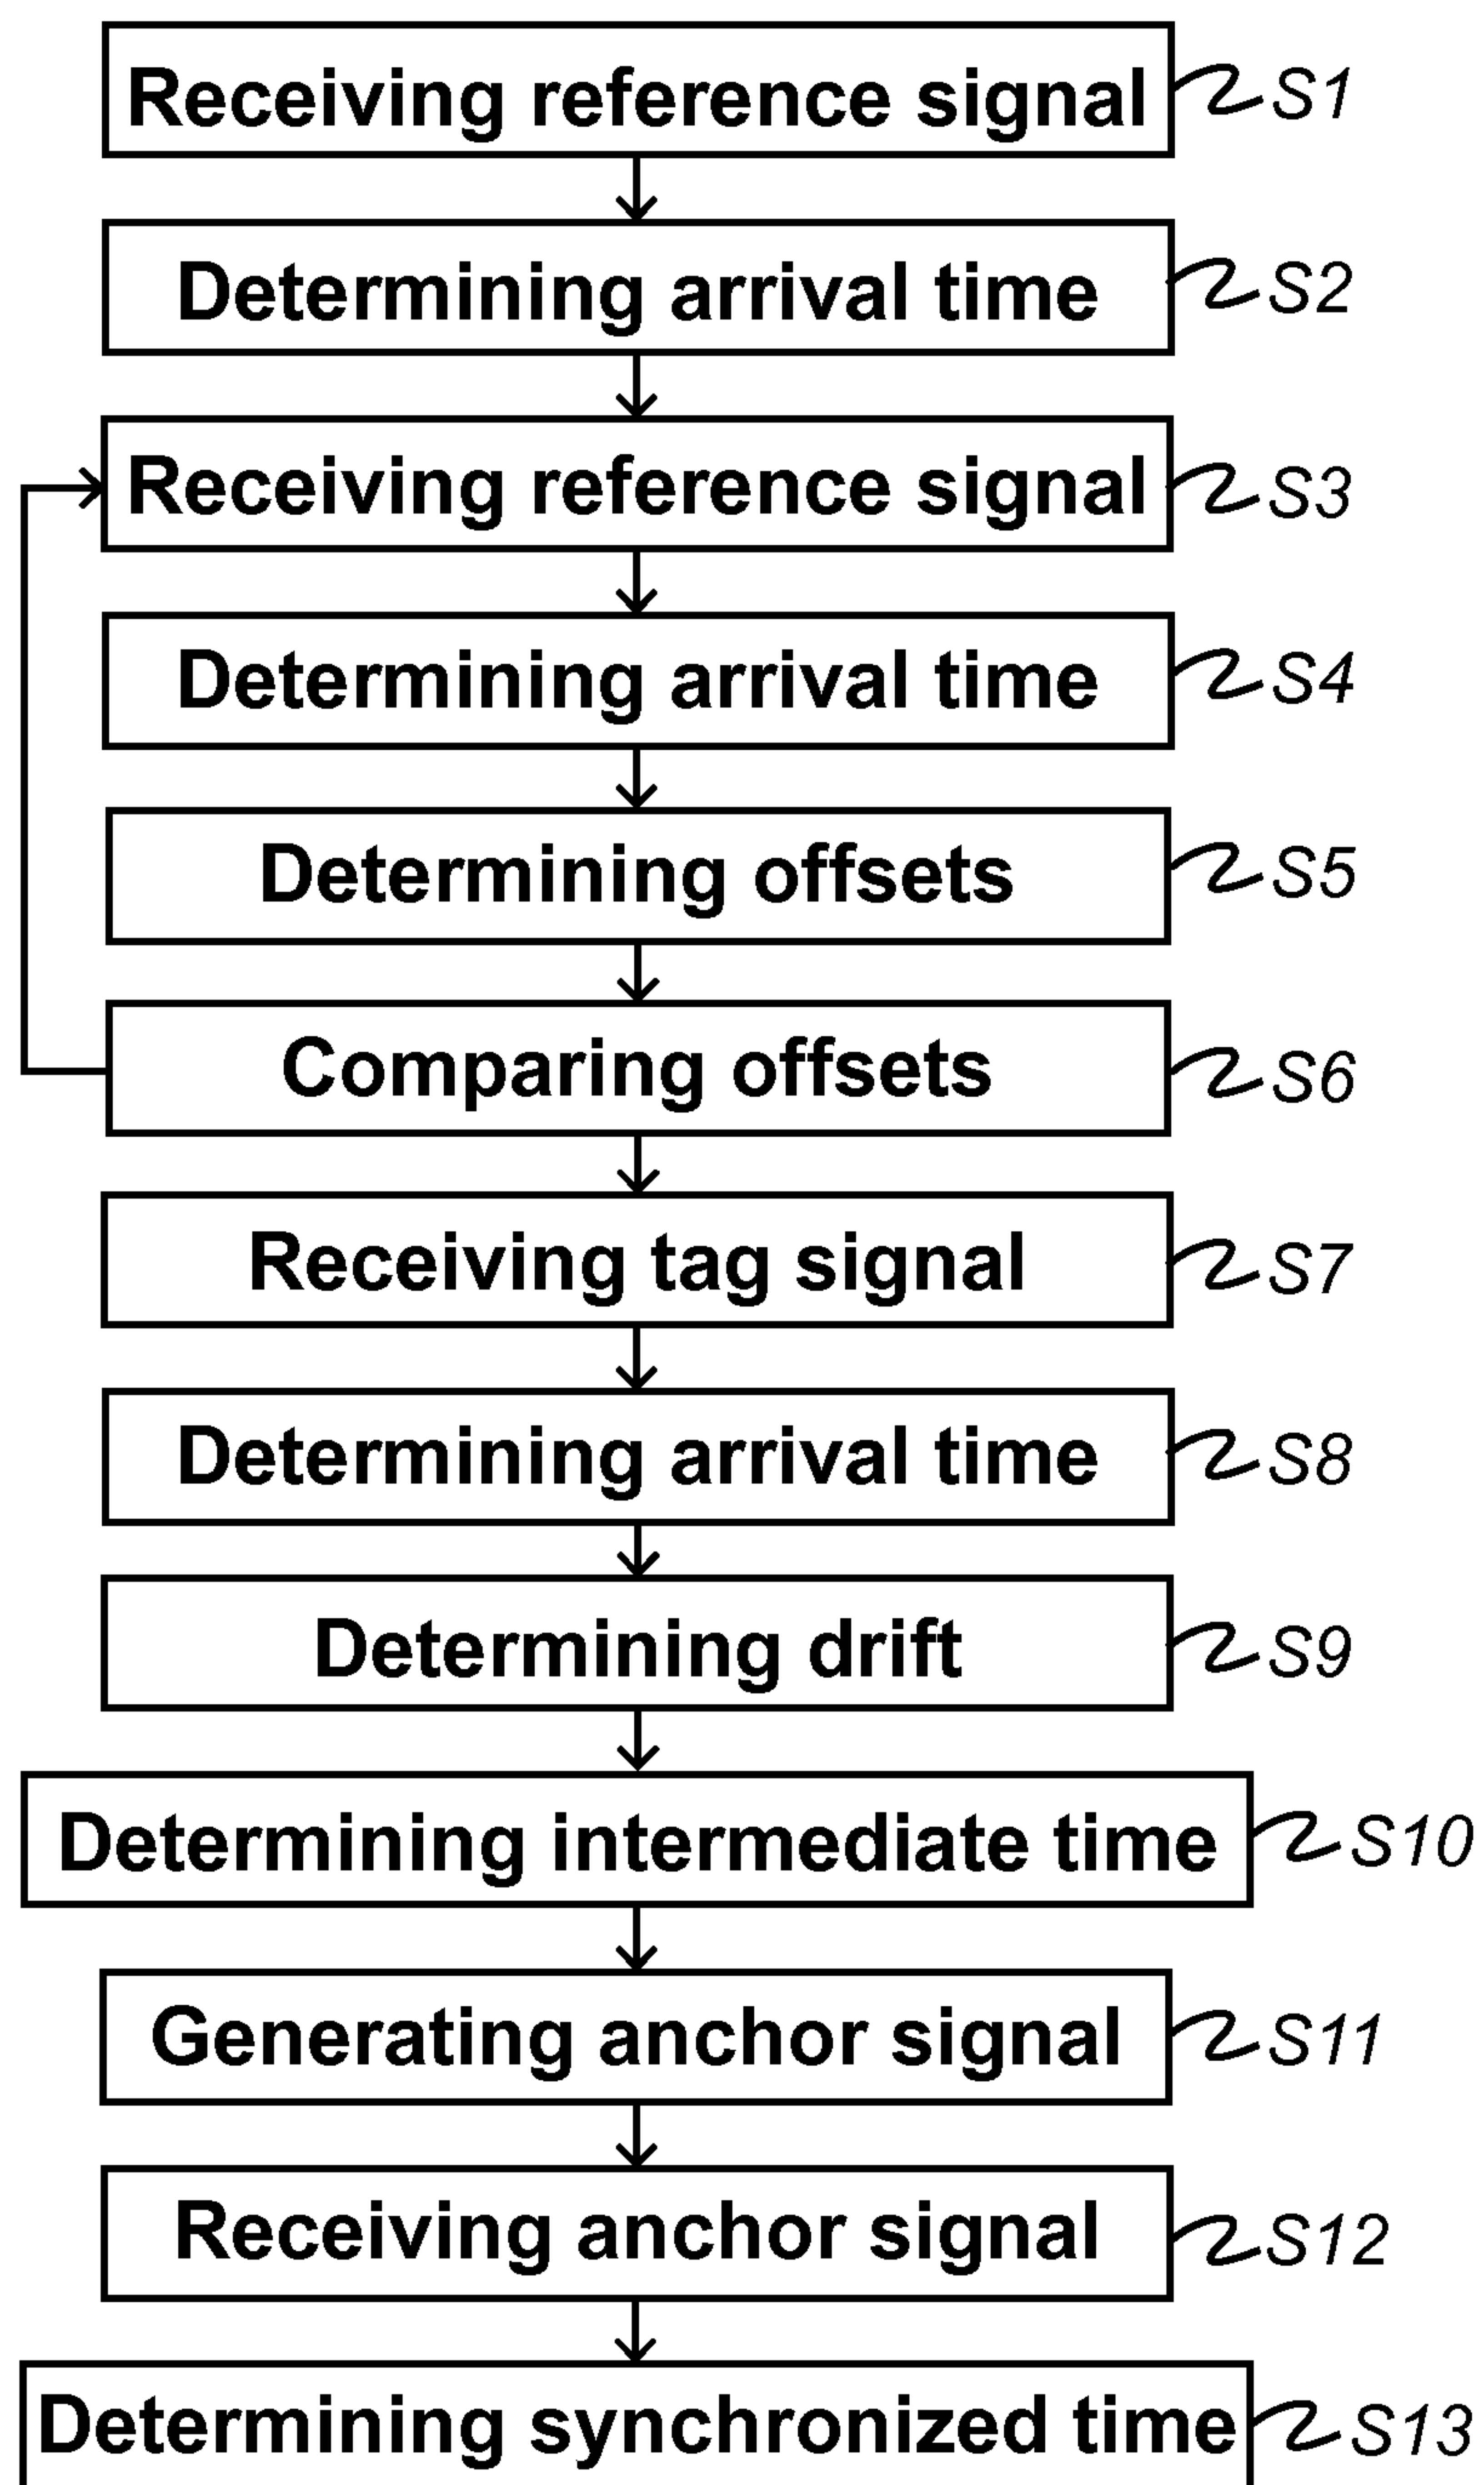 Receiving reference signal S1
Determining arrival time S2
Receiving reference signal S3
Determining arrival time S4
Determining offsets S5
Comparing offsets S6
Receiving tag signal S7
Determining arrival time S8
Determining drift S9
Determining intermediate time S10
Generating anchor signal S11
Receiving anchor signal S12
Determining synchronized time S13